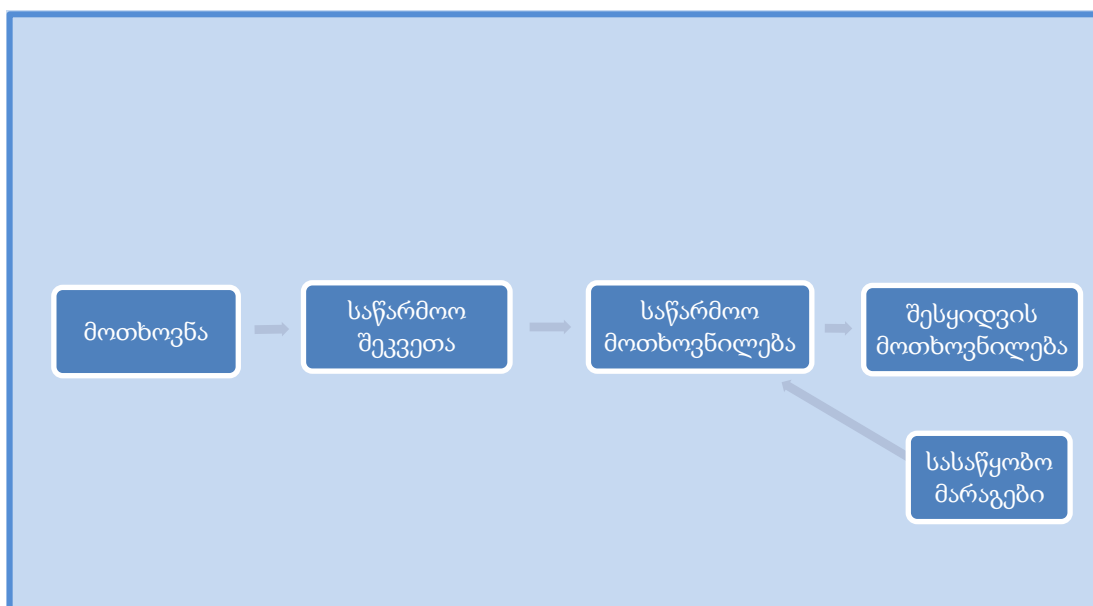 მოთხოვნა
საწარმოო
შეკვეთა
საწარმოო
მოთხოვნილება
შესყიდვის
მოთხოვნილება
სასაწყობო
მარაგები